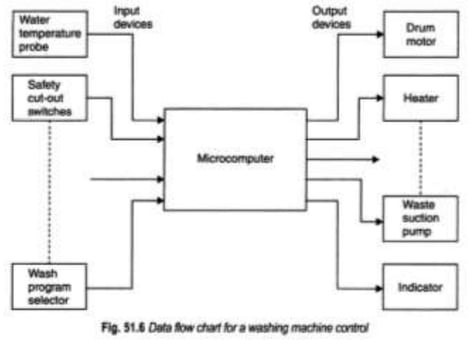 Water
temperature
probe
Input
devices
Output
devices
Drum
motor
Safety
cut-out
switches
Heater
Microcomputer
Waste
suction
pump
Wash
program
selector
Indicator
Fig. 51.6 Data flow chart for a washing machine control